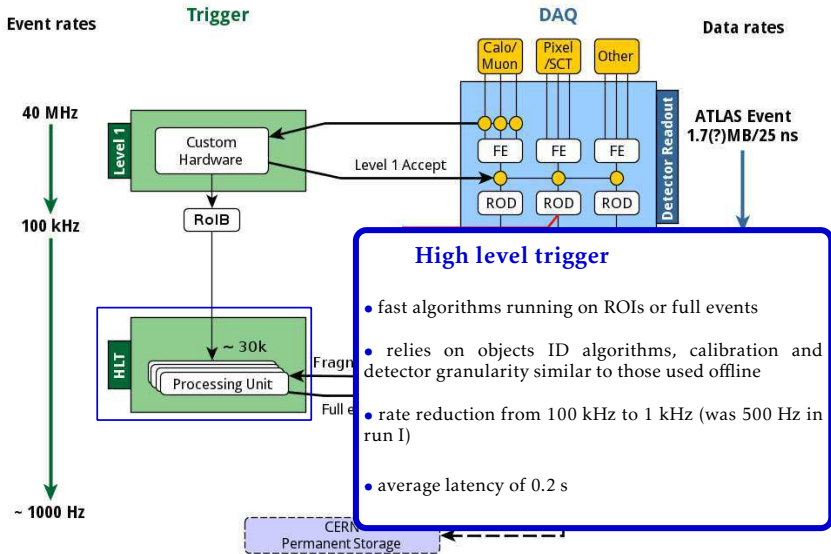 Event rates
Trigger
DAQ
Data rates
Calo/
Muon
Pixel
/SCT
Other
40 MHz
Level 1
Custom
Hardware
Level 1 Accept
FE
FE
FE
Detector Readout
ATLAS Event
1.7(?)MB/25 ns
ROD
ROD
ROD
RoIB
100 kHz
High level trigger
• fast algorithms running on ROIs or full events
• relies on objects ID algorithms, calibration and
detector granularity similar to those used offline
• rate reduction from 100 kHz to 1 kHz (was 500 Hz in
run I)
• average latency of 0.2 s
HLT
~ 30k
Processing Unit
Fragn
Full e
~ 1000 Hz
CERN
Permanent Storage